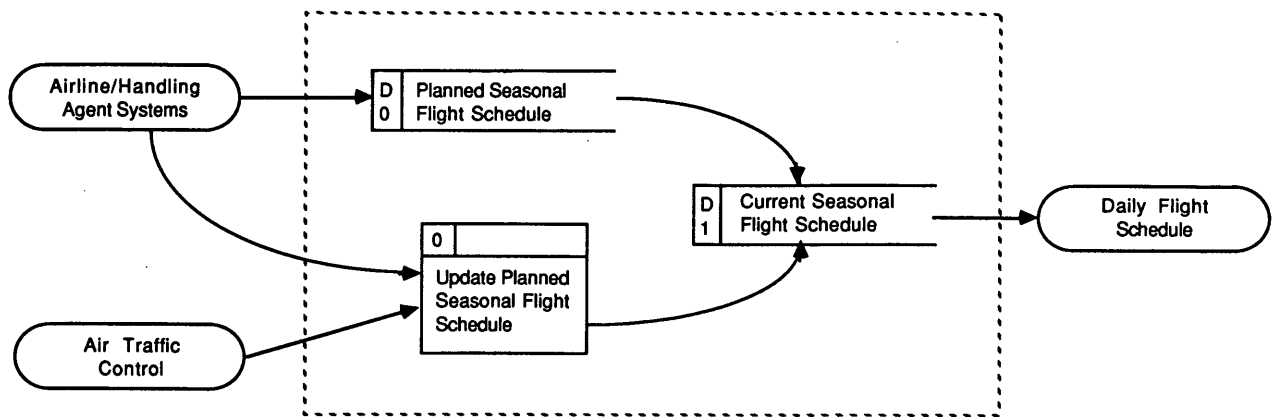 Airline/Handling
Agent Systems
D
0
Planned Seasonal
Flight Schedule
D
1
Current Seasonal
Flight Schedule
Daily Flight
Schedule
0
Update Planned
Seasonal Flight
Schedule
Air Traffic
Control